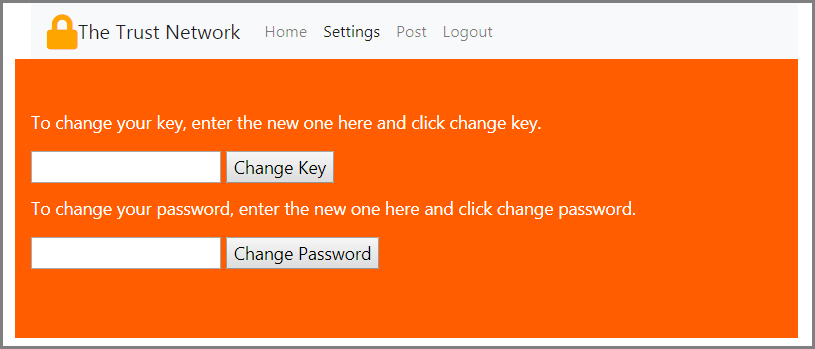 The Trust Network Home Settings Post Logout
To change your key, enter the new one here and click change key.
Change Key
To change your password, enter the new one here and click change password.
Change Password